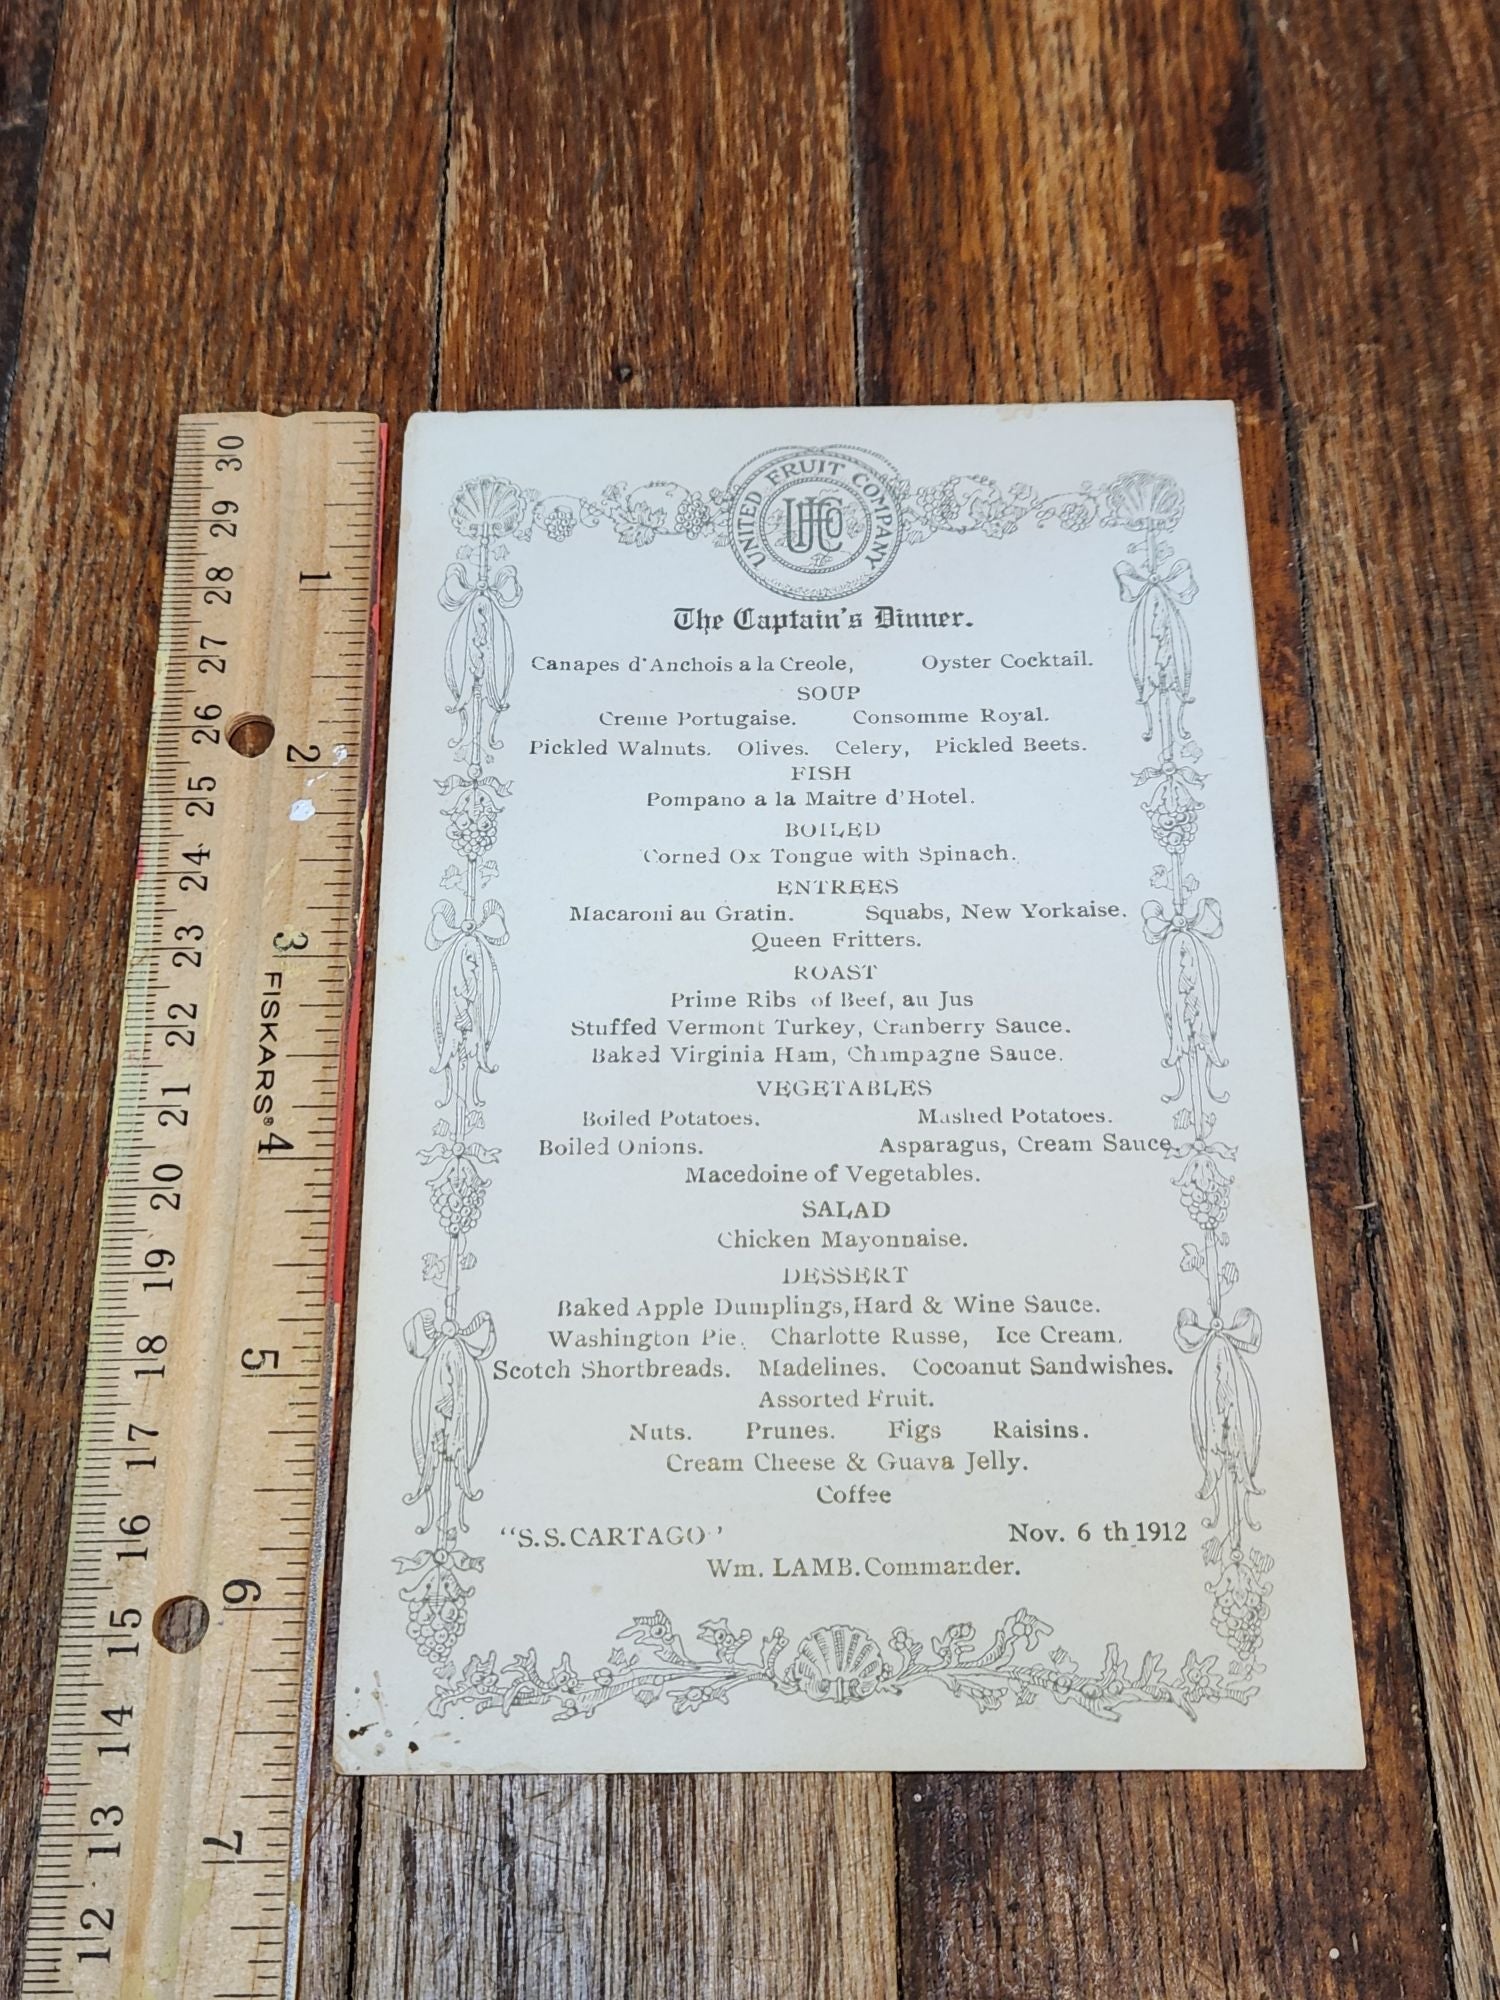 UNITED FRUIT COMPANY
UFCo
The Captain's Dinner.
Canapes d'Anchois a la Creole, Oyster Cocktail.
SOUP
Creme Portugaise. Consomme Royal.
Pickled Walnuts. Olives. Celery, Pickled Beets.
FISH
Pompano a la Maitre d'Hotel.
BOILED
Corned Ox Tongue with Spinach.
ENTREES
Macaroni au Gratin. Squabs, New Yorkaise.
Queen Fritters.
ROAST
Prime Ribs of Beef, au Jus
Stuffed Vermont Turkey, Cranberry Sauce.
Baked Virginia Ham, Champagne Sauce.
VEGETABLES
Boiled Potatoes. Mashed Potatoes.
Boiled Onions. Asparagus, Cream Sauce.
Macedoine of Vegetables.
SALAD
Chicken Mayonnaise.
DESSERT
Baked Apple Dumplings, Hard & Wine Sauce.
Washington Pie. Charlotte Russe, Ice Cream.
Scotch Shortbreads. Madelines. Cocoanut Sandwishes.
Assorted Fruit.
Nuts. Prunes. Figs Raisins.
Cream Cheese & Guava Jelly.
Coffee
"S.S. CARTAGO' Nov. 6 th 1912
Wm. LAMB. Commander.
30 29 28 27 26 25 24 23 22 21 20 19 18 17 16 15 14 13 12
1 2 3 FISKARS® 4 5 6 7